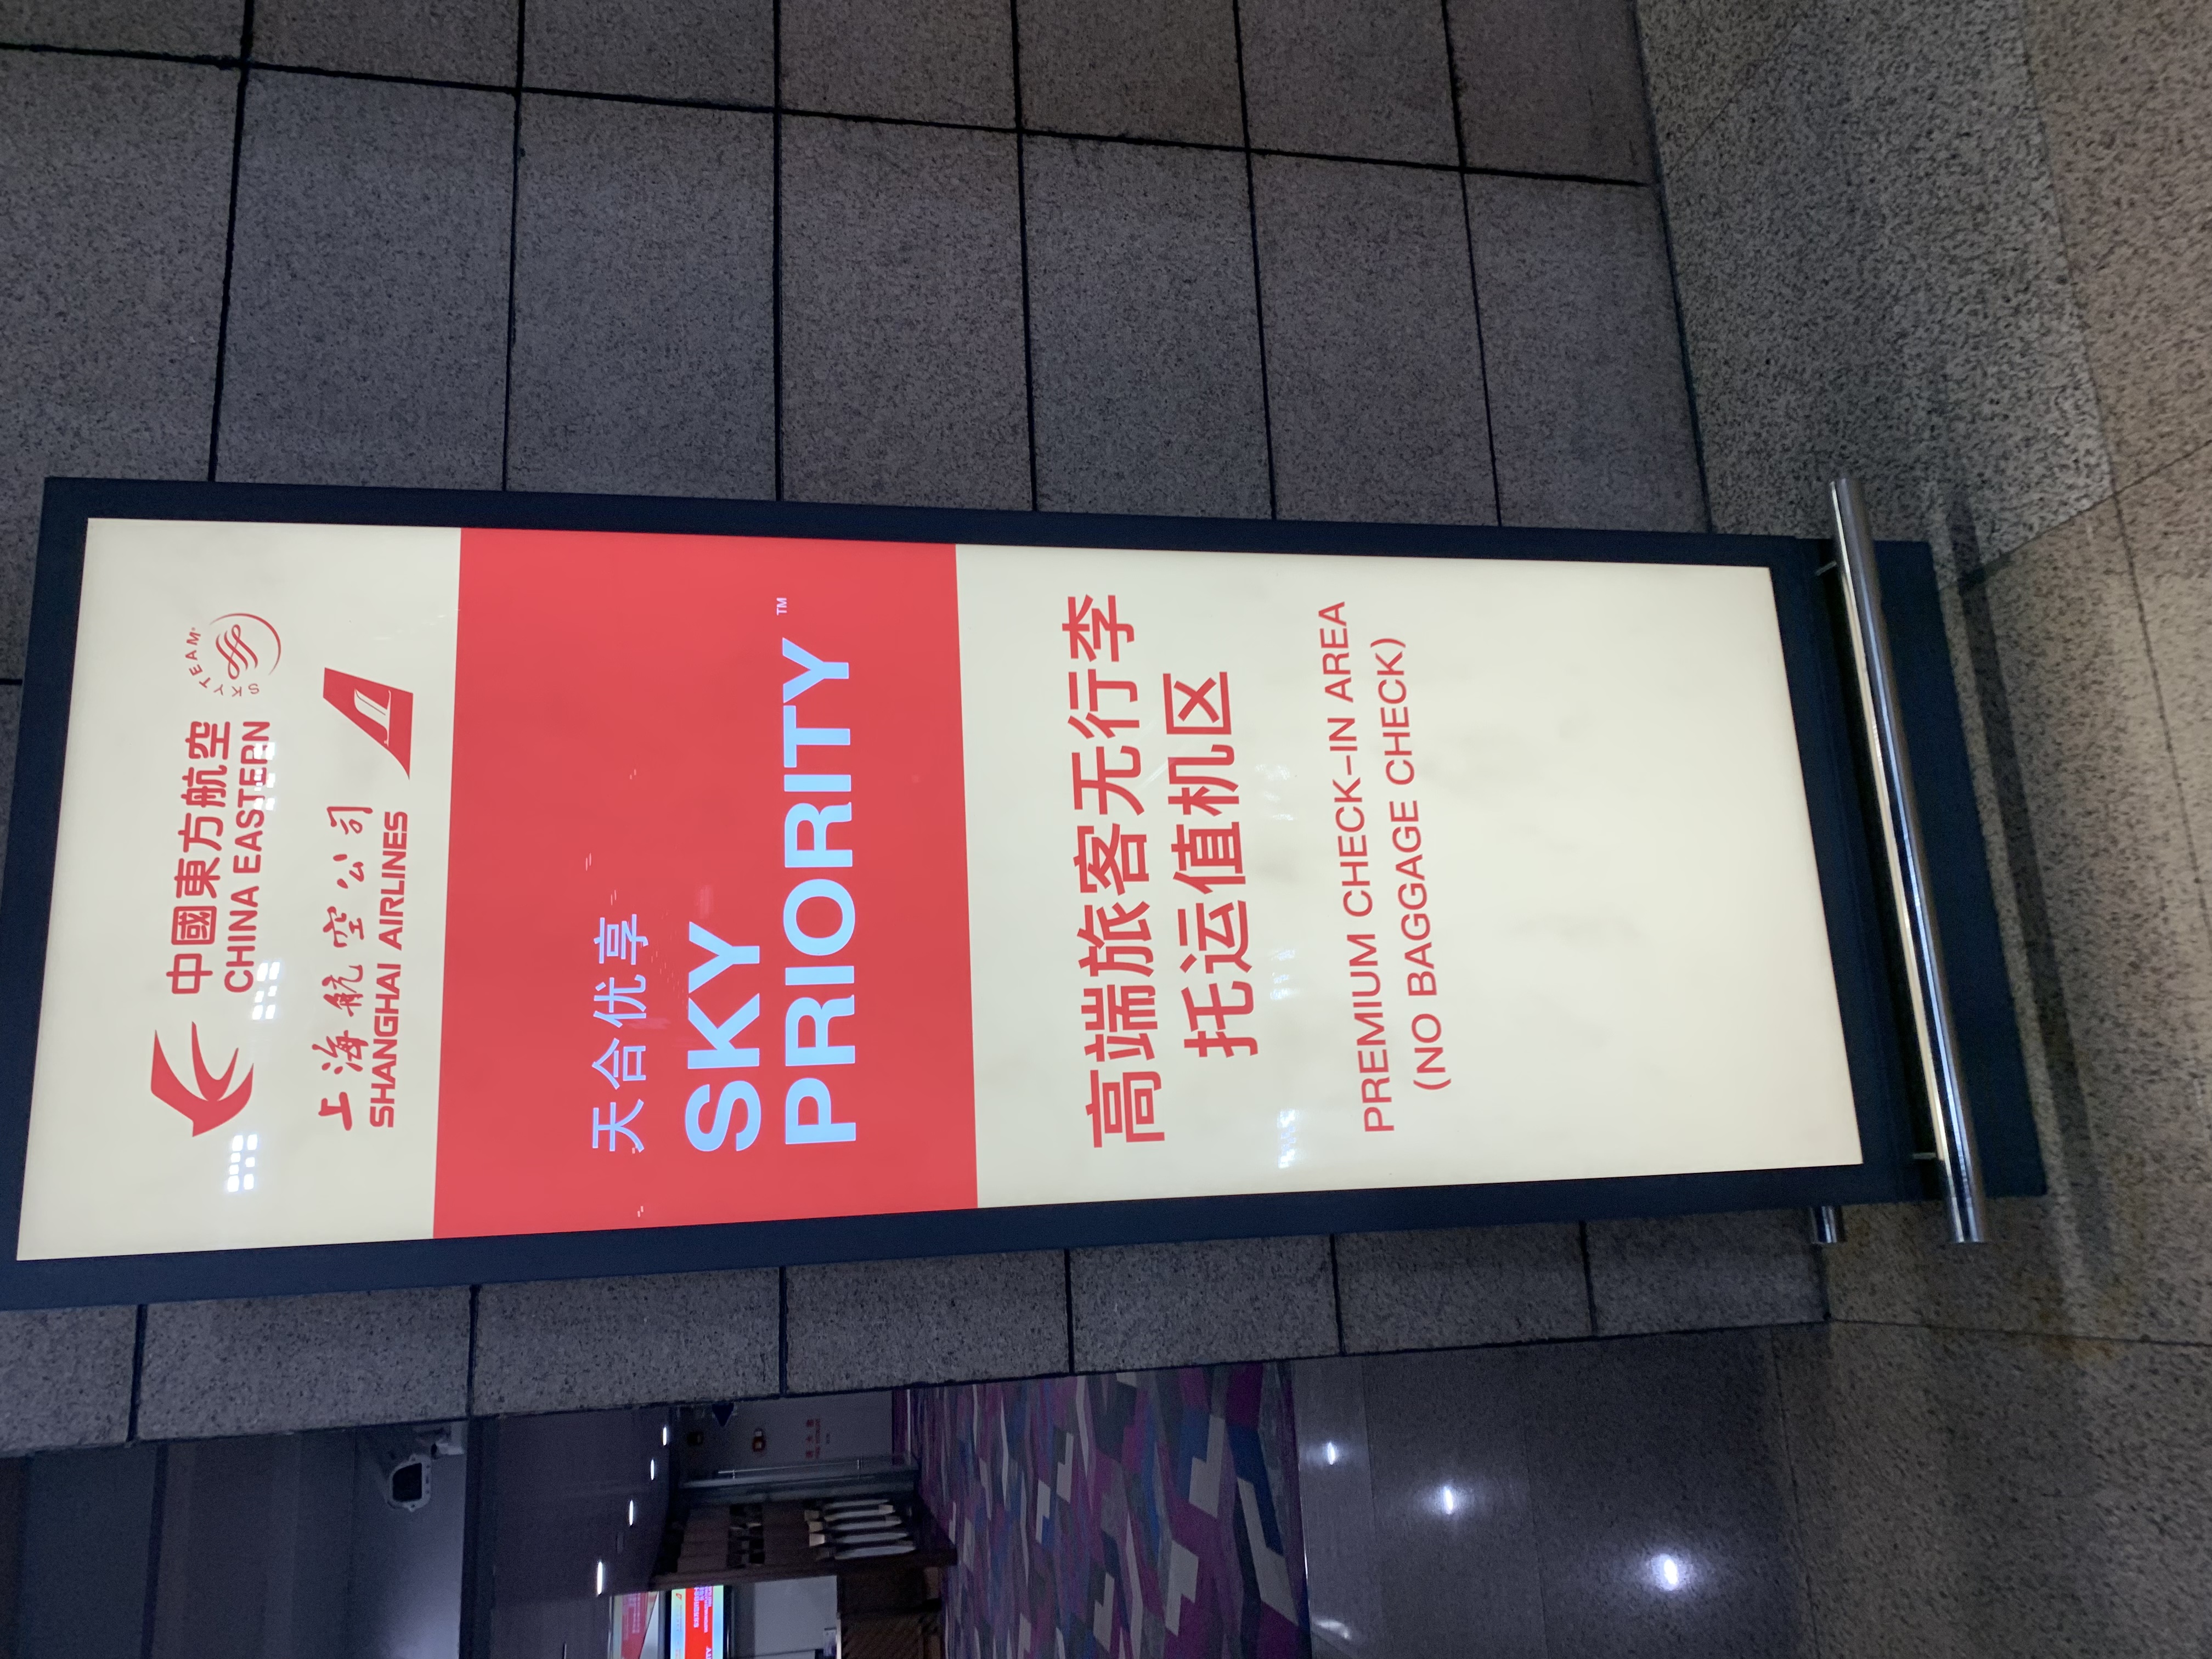 中國東方航空
CHINA EASTERN
SKYTEAM
上海航空公司
SHANGHAI AIRLINES
天合优享
SKY
PRIORITY™
高端旅客无行李
托运值机区
PREMIUM CHECK-IN AREA
(NO BAGGAGE CHECK)